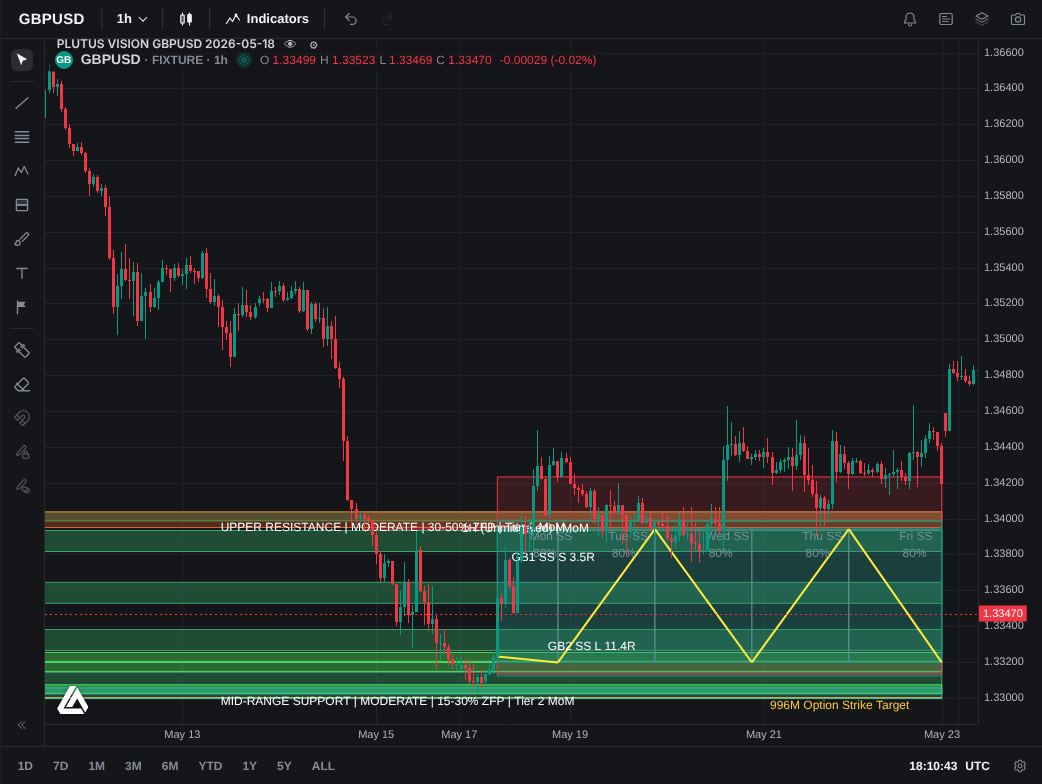 GBPUSD 1h Indicators
PLUTUS VISION GBPUSD 2026-05-18
GB GBPUSD · FIXTURE · 1h O 1.33499 H 1.33523 L 1.33469 C 1.33470 -0.00029 (-0.02%)
1.36600
1.36400
1.36200
1.36000
1.35800
1.35600
1.35400
1.35200
1.35000
1.34800
1.34600
1.34400
1.34200
1.34000
1.33800
1.33600
1.33470
1.33400
1.33200
1.33000
UPPER RESISTANCE | MODERATE | 30-50% ZFP | Tier 2 MoM
Mon SS Tue SS Wed SS Thu SS Fri SS
80% 80% 80% 80% 80%
GB1 SS S 3.5R
GB2 SS L 11.4R
MID-RANGE SUPPORT | MODERATE | 15-30% ZFP | Tier 2 MoM
996M Option Strike Target
May 13 May 15 May 17 May 19 May 21 May 23
1D 7D 1M 3M 6M YTD 1Y 5Y ALL 18:10:43 UTC